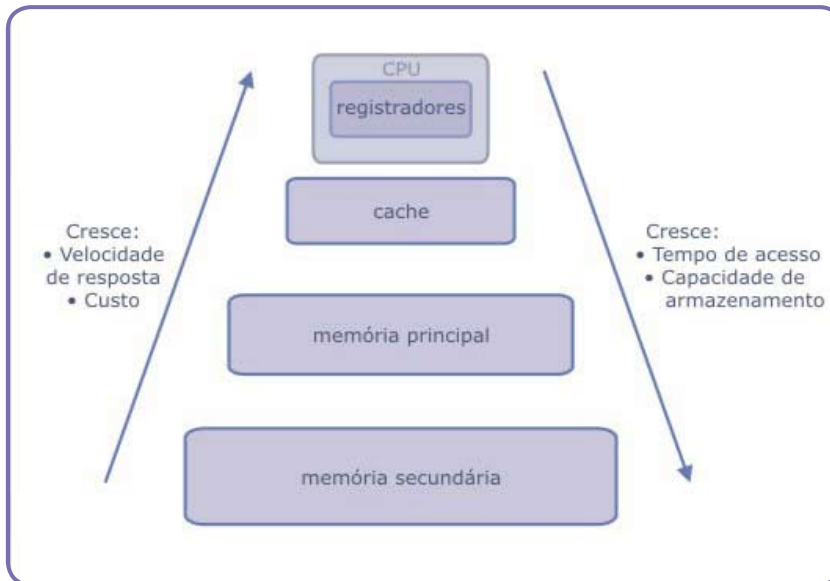 CPU
registradores
cache
Cresce:
• Velocidade
de resposta
• Custo
Cresce:
• Tempo de acesso
• Capacidade de
armazenamento
memória principal
memória secundária